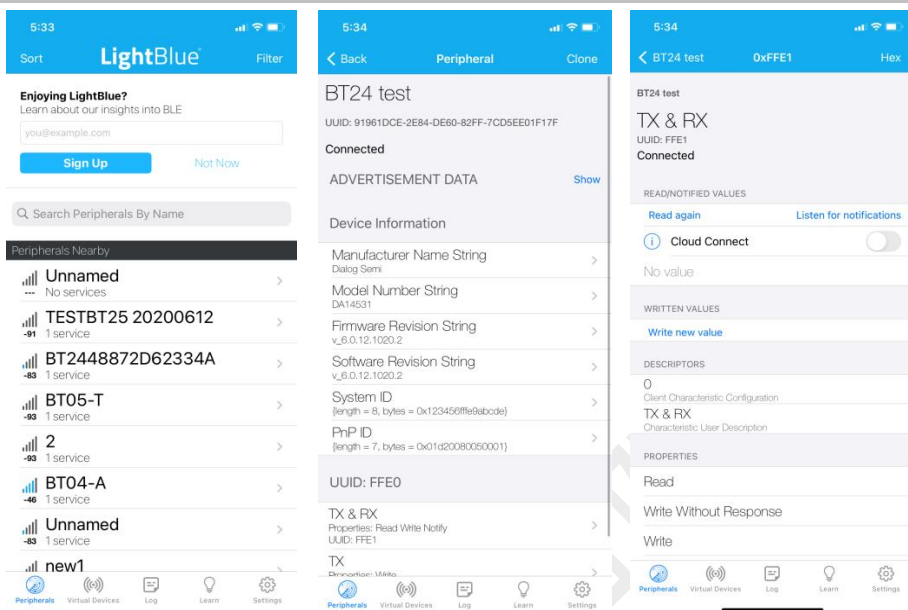 5:33
Sort
LightBlue
Filter
Enjoying LightBlue?
Learn about our insights into BLE
you@example.com
Sign Up
Not Now
Search Peripherals By Name
Peripherals Nearby
Unnamed
---
No services
TESTBT25 20200612
-91
1 service
BT2448872D62334A
-83
1 service
BT05-T
-93
1 service
2
-93
1 service
BT04-A
-46
1 service
Unnamed
-83
1 service
new1
Peripherals
Virtual Devices
Log
Learn
Settings
5:34
Back
Peripheral
Clone
BT24 test
UUID: 91961DCE-2E84-DE60-82FF-7CD5EE01F17F
Connected
ADVERTISEMENT DATA
Show
Device Information
Manufacturer Name String
Dialog Semi
Model Number String
DA14531
Firmware Revision String
v_6.0.12.1020.2
Software Revision String
v_6.0.12.1020.2
System ID
{length = 8, bytes = 0x123456fffe9abcde}
PnP ID
{length = 7, bytes = 0x01d20080050001}
UUID: FFE0
TX & RX
Properties: Read Write Notify
UUID: FFE1
TX
Properties: Write
Peripherals
Virtual Devices
Log
Learn
Settings
5:34
BT24 test
0xFFE1
Hex
BT24 test
TX & RX
UUID: FFE1
Connected
READ/NOTIFIED VALUES
Read again
Listen for notifications
Cloud Connect
No value
WRITTEN VALUES
Write new value
DESCRIPTORS
0
Client Characteristic Configuration
TX & RX
Characteristic User Description
PROPERTIES
Read
Write Without Response
Write
Peripherals
Virtual Devices
Log
Learn
Settings